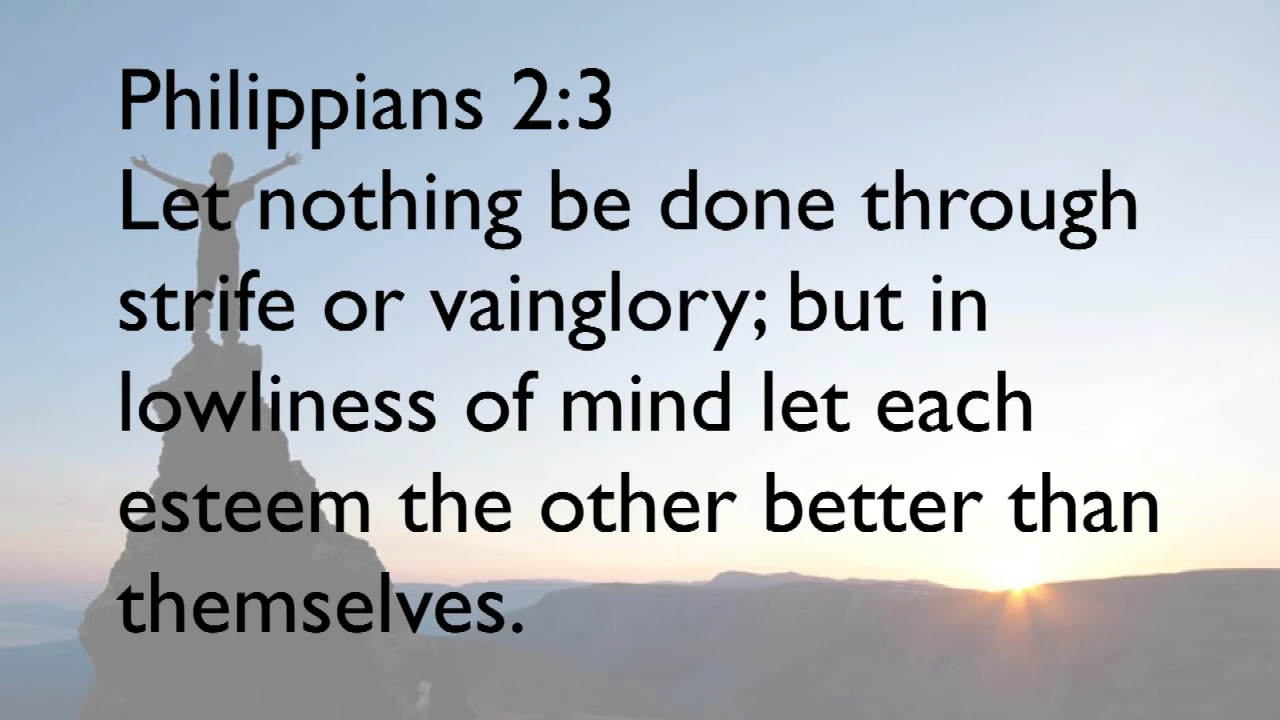 Philippians 2:3
Let nothing be done through
strife or vainglory; but in
lowliness of mind let each
esteem the other better than
themselves.